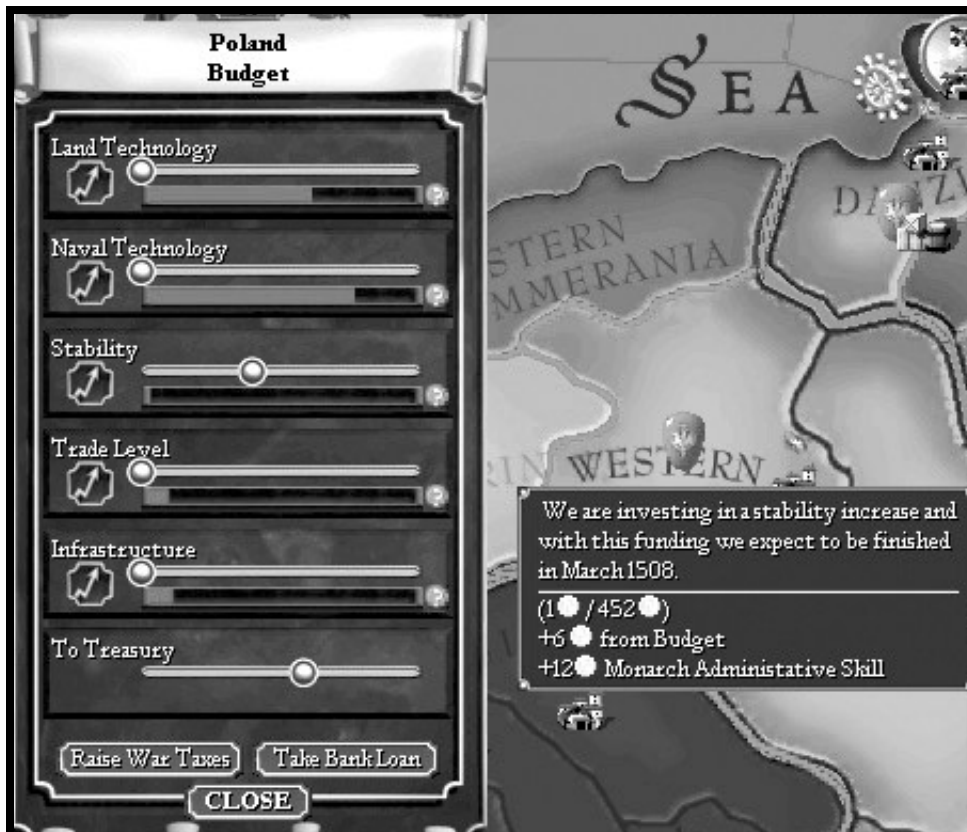 Poland
Budget
Land Technology
?
Naval Technology
?
Stability
?
Trade Level
?
Infrastructure
?
To Treasury
Raise War Taxes
Take Bank Loan
CLOSE
SEA
STERN
MMERANIA
WESTERN
We are investing in a stability increase and
with this funding we expect to be finished
in March 1508.
(1 / 452 )
+6 from Budget
+12 Monarch Administative Skill